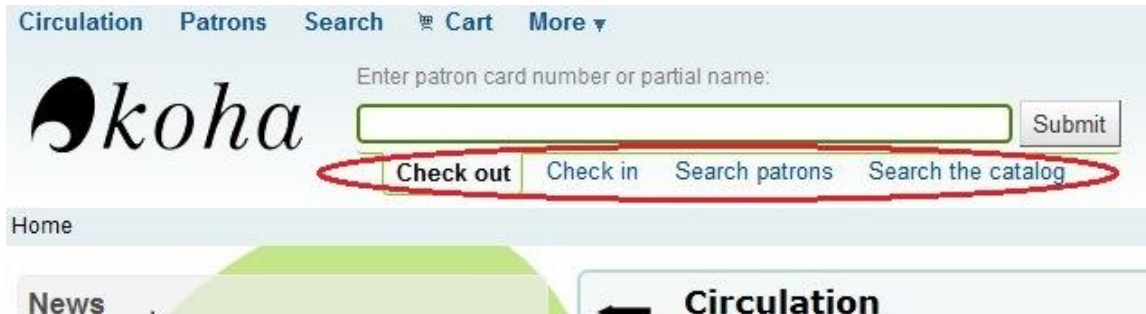 Circulation Patrons Search Cart More
koha
Enter patron card number or partial name:
Submit
Check out Check in Search patrons Search the catalog
Home
News
Circulation